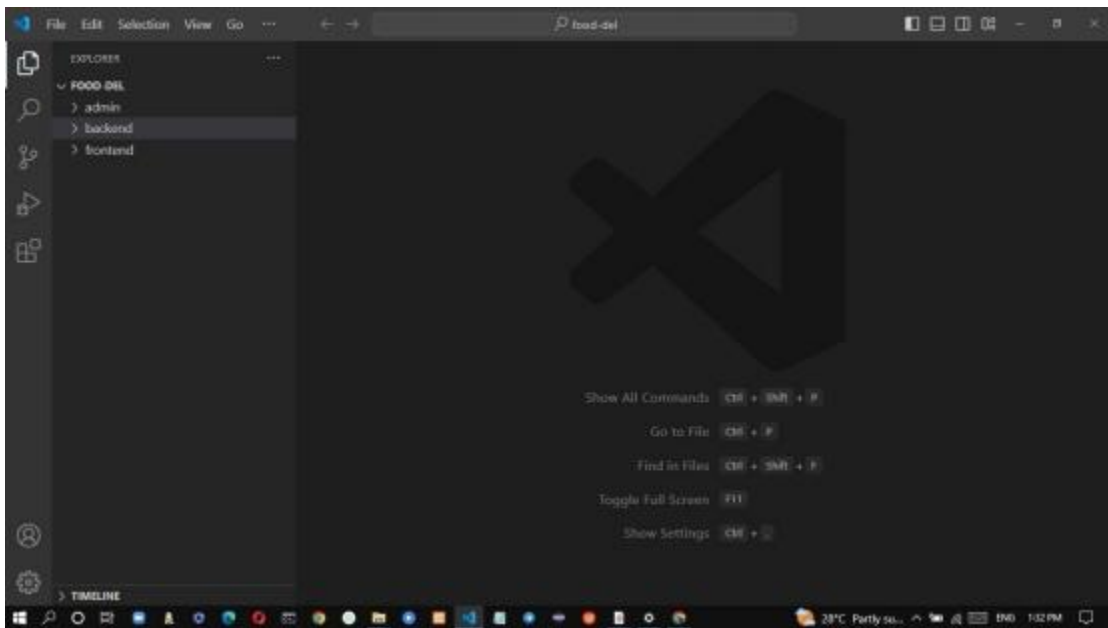 File Edit Selection View Go ...
food-del
EXPLORER ...
FOOD DEL
admin
backend
frontend
Show All Commands Ctrl + Shift + P
Go to File Ctrl + P
Find in Files Ctrl + Shift + F
Toggle Full Screen F11
Show Settings Ctrl + ,
TIMELINE
28°C Partly su... ENG 1:02 PM